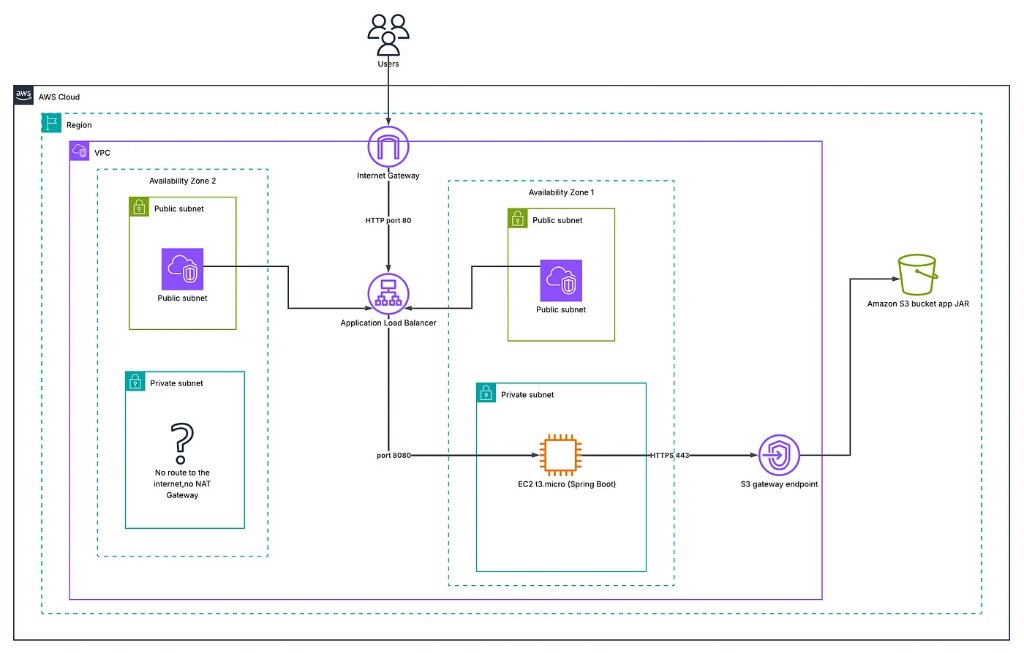 Users
aws
AWS Cloud
Region
VPC
Internet Gateway
Availability Zone 2
Public subnet
Public subnet
HTTP port 80
Availability Zone 1
Public subnet
Public subnet
Application Load Balancer
Amazon S3 bucket app JAR
Private subnet
?
No route to the
internet,no NAT
Gateway
port 8080
Private subnet
EC2 t3.micro (Spring Boot)
HTTPS 443
S3 gateway endpoint